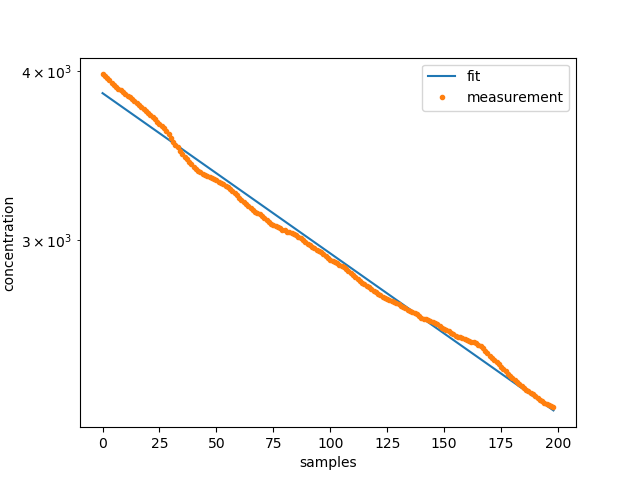 fit
measurement
4 × 10³
3 × 10³
concentration
0 25 50 75 100 125 150 175 200
samples